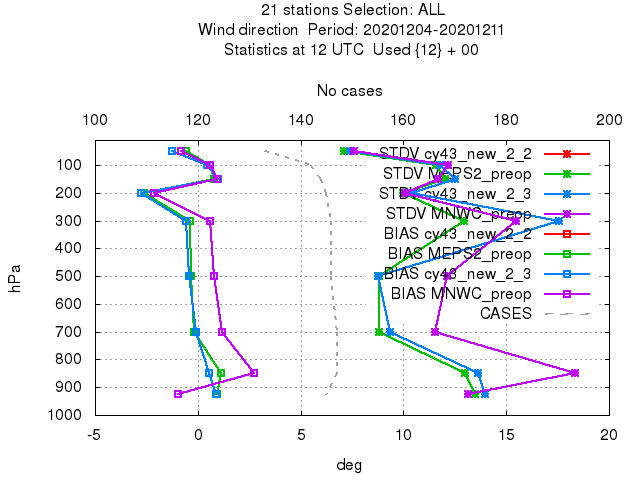 21 stations Selection: ALL
Wind direction  Period: 20201204-20201211
Statistics at 12 UTC  Used {12} + 00
No cases
100 120 140 160 180 200
STDV cy43_new_2_2
STDV MEPS2_preop
STDV cy43_new_2_3
STDV MNWC_preop
BIAS cy43_new_2_2
BIAS MEPS2_preop
BIAS cy43_new_2_3
BIAS MNWC_preop
CASES
hPa
100
200
300
400
500
600
700
800
900
1000
-5 0 5 10 15 20
deg